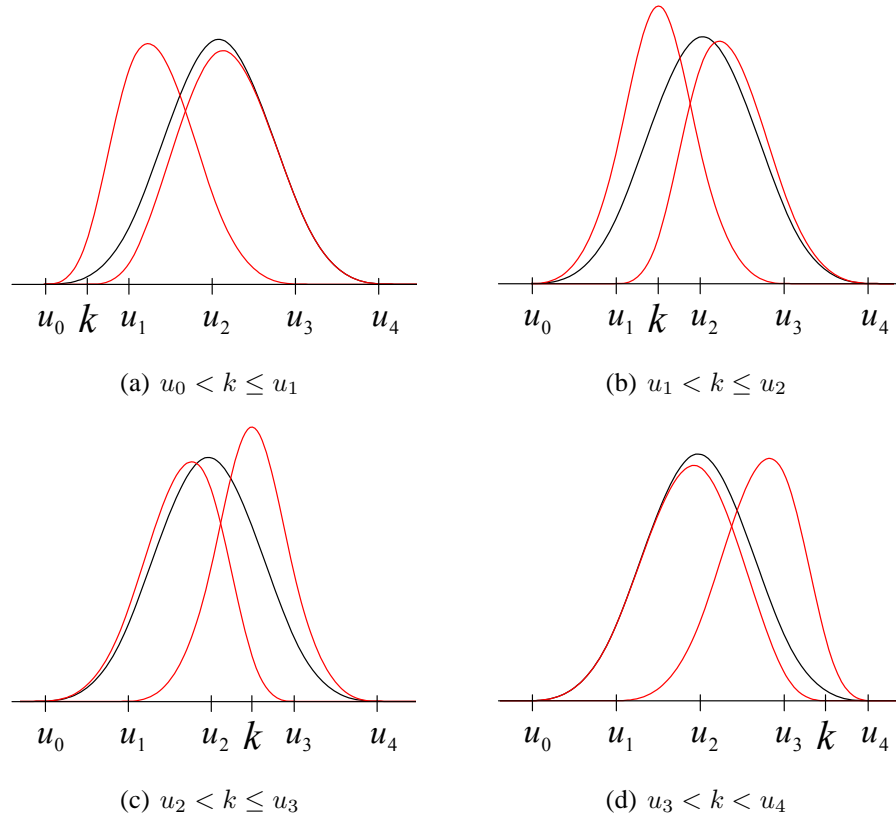 u₀ k u₁ u₂ u₃ u₄
(a) u₀ < k ≤ u₁
u₀ u₁ k u₂ u₃ u₄
(b) u₁ < k ≤ u₂
u₀ u₁ u₂ k u₃ u₄
(c) u₂ < k ≤ u₃
u₀ u₁ u₂ u₃ k u₄
(d) u₃ < k < u₄